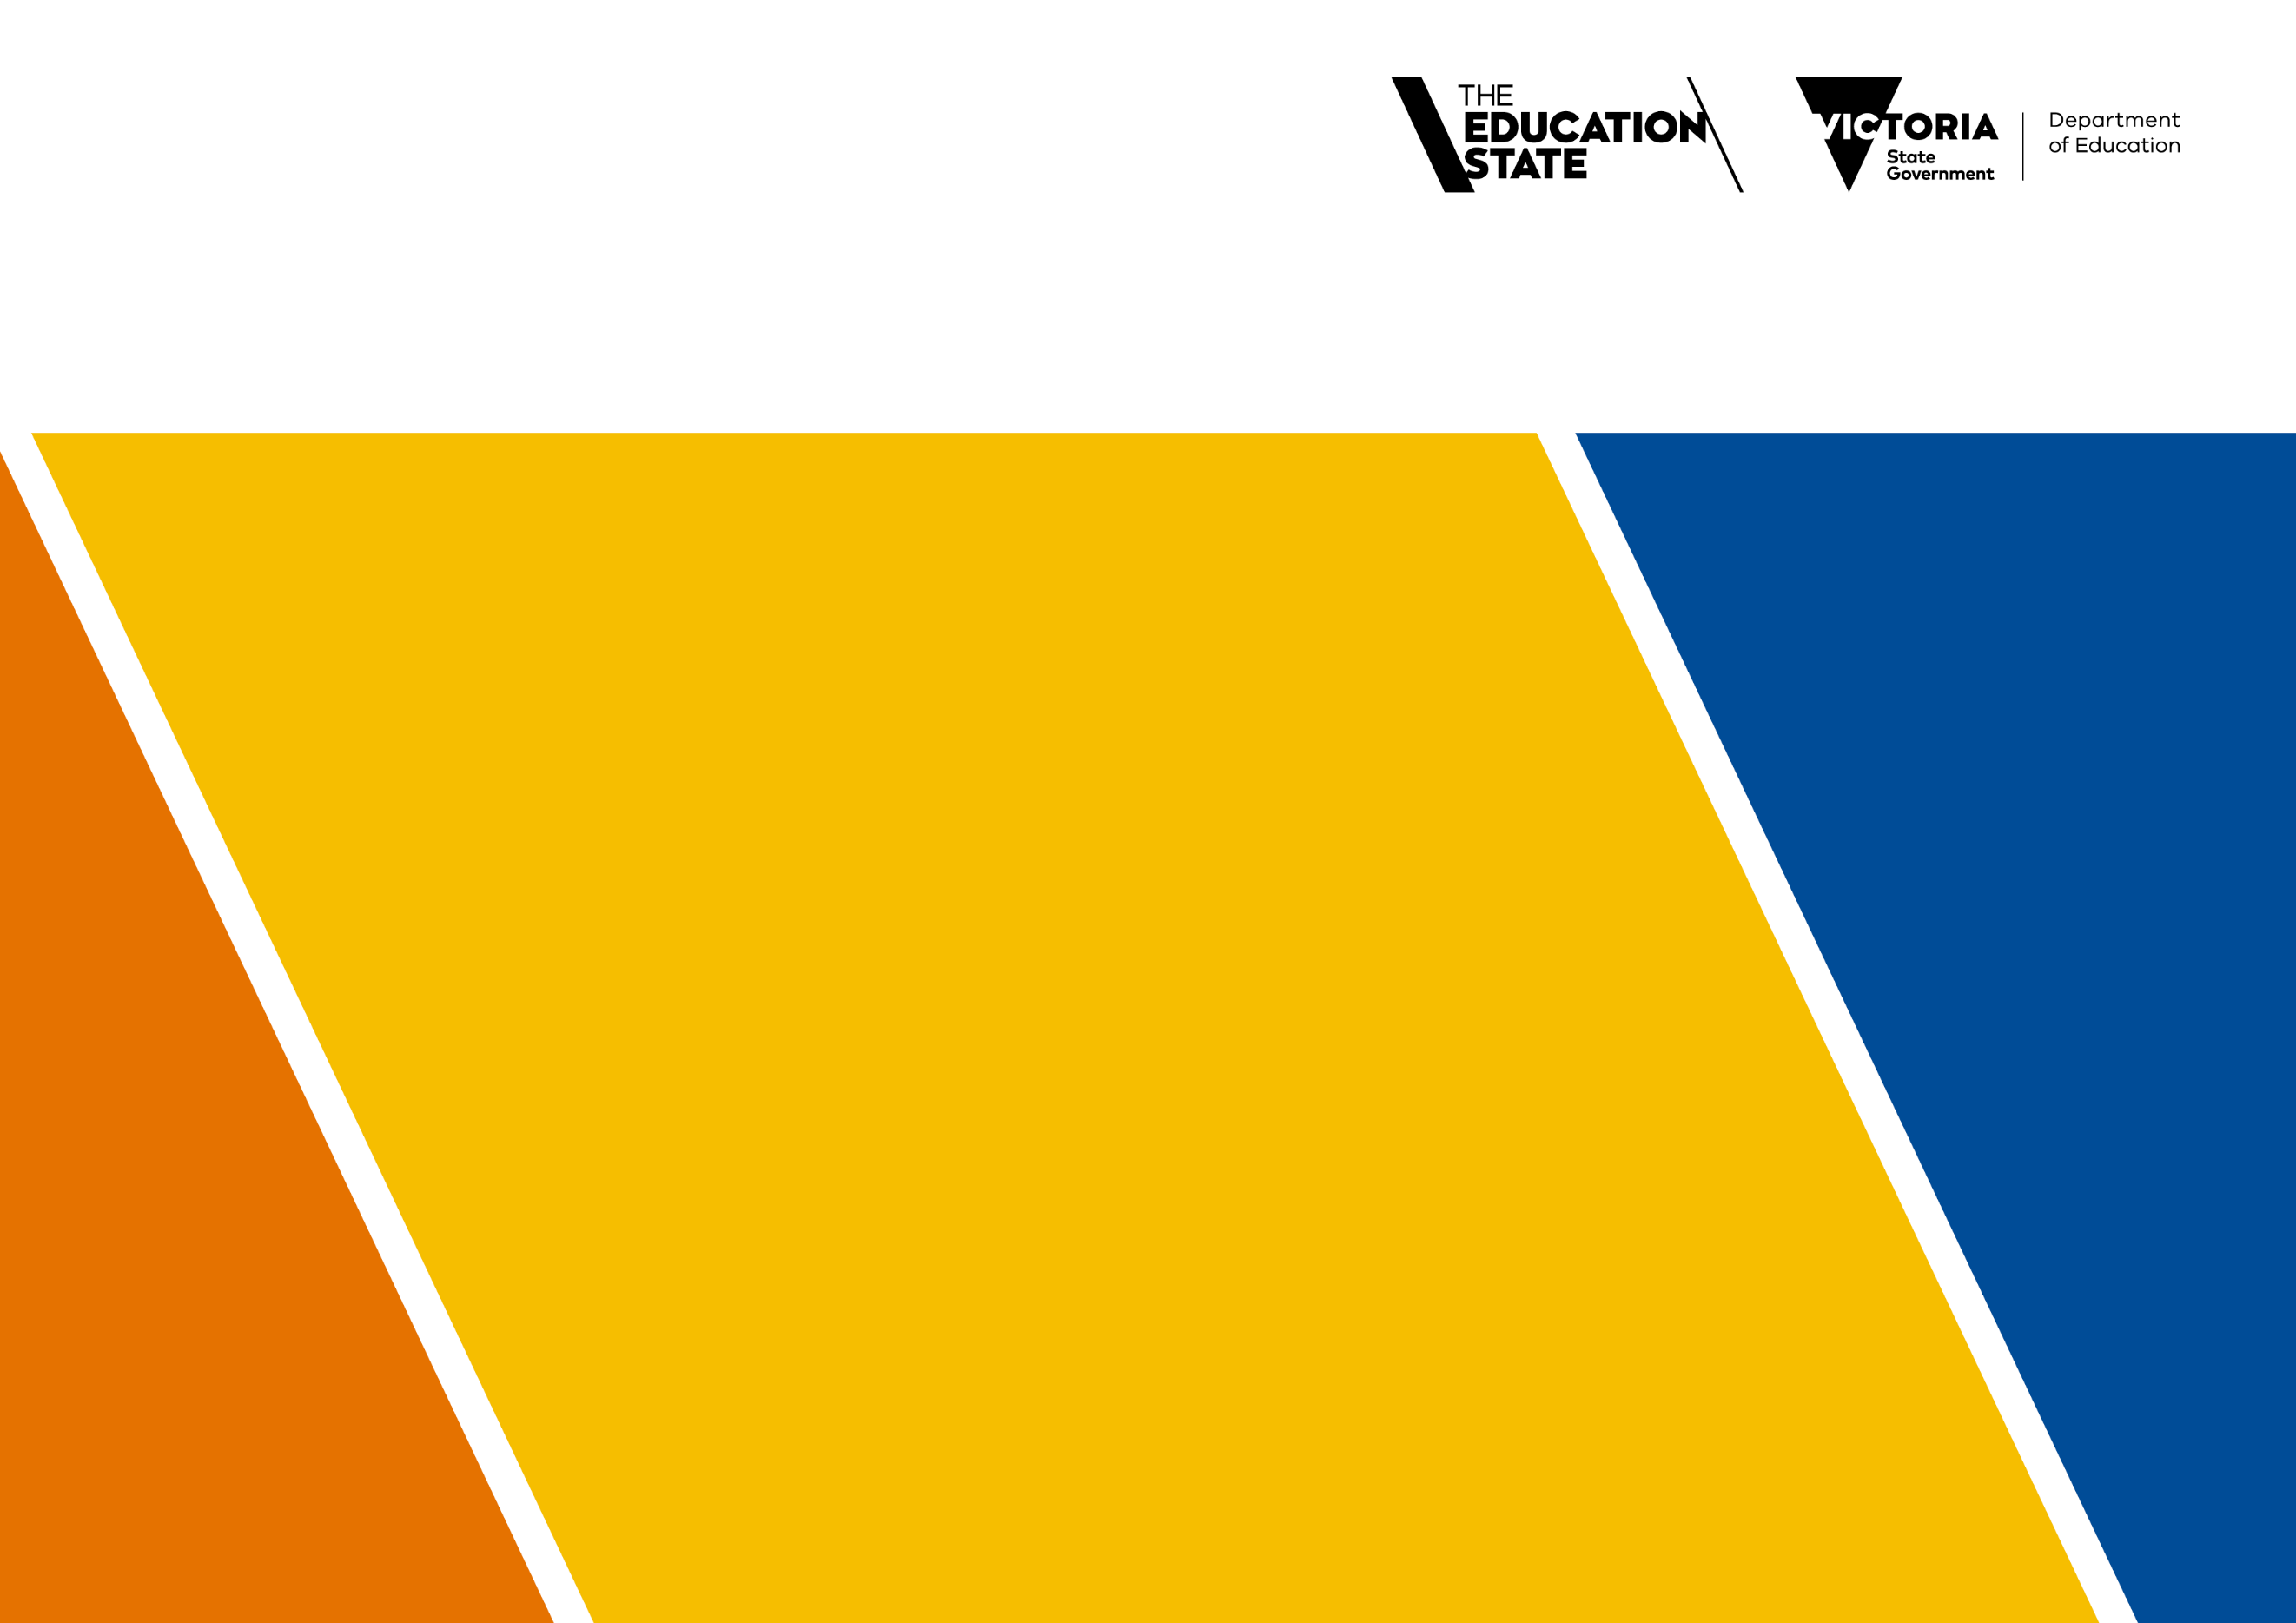 THE
EDUCATION
STATE
VICTORIA
State
Government
Department
of Education